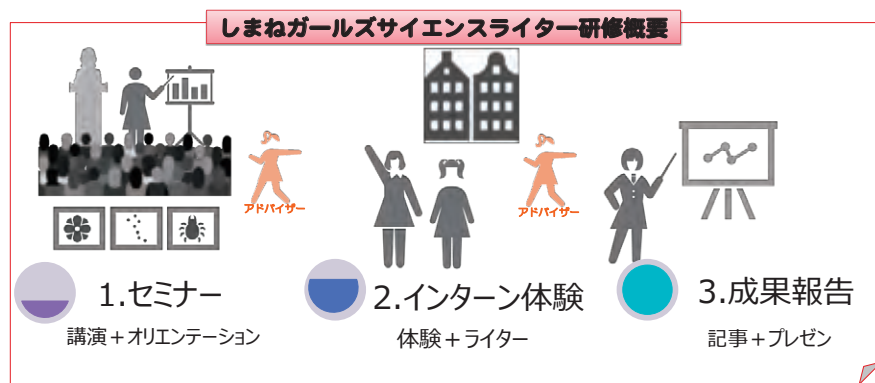 しまねガールズサイエンスライター研修概要
アドバイザー
アドバイザー
1.セミナー
2.インターン体験
3.成果報告
講演＋オリエンテーション
体験＋ライター
記事＋プレゼン